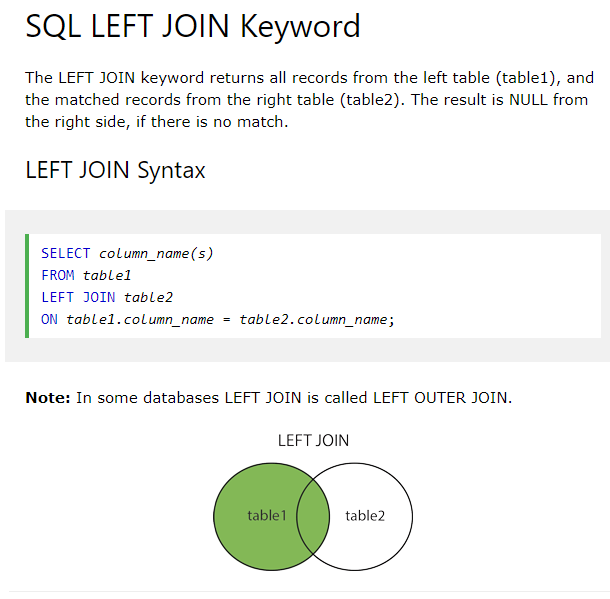 SQL LEFT JOIN Keyword
The LEFT JOIN keyword returns all records from the left table (table1), and
the matched records from the right table (table2). The result is NULL from
the right side, if there is no match.
LEFT JOIN Syntax
SELECT column_name(s)
FROM table1
LEFT JOIN table2
ON table1.column_name = table2.column_name;
Note: In some databases LEFT JOIN is called LEFT OUTER JOIN.
LEFT JOIN
table1 table2